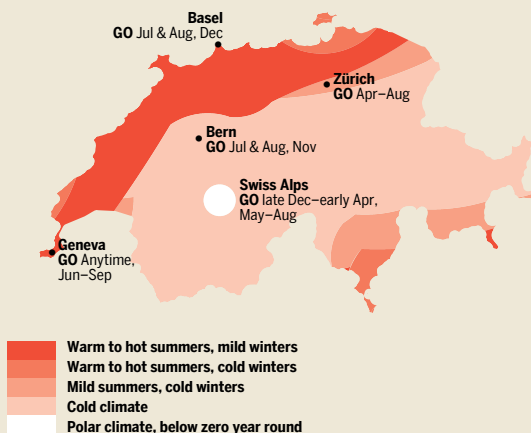 Basel
GO Jul & Aug, Dec
Zürich
GO Apr–Aug
Bern
GO Jul & Aug, Nov
Swiss Alps
GO late Dec–early Apr,
May–Aug
Geneva
GO Anytime,
Jun–Sep
Warm to hot summers, mild winters
Warm to hot summers, cold winters
Mild summers, cold winters
Cold climate
Polar climate, below zero year round